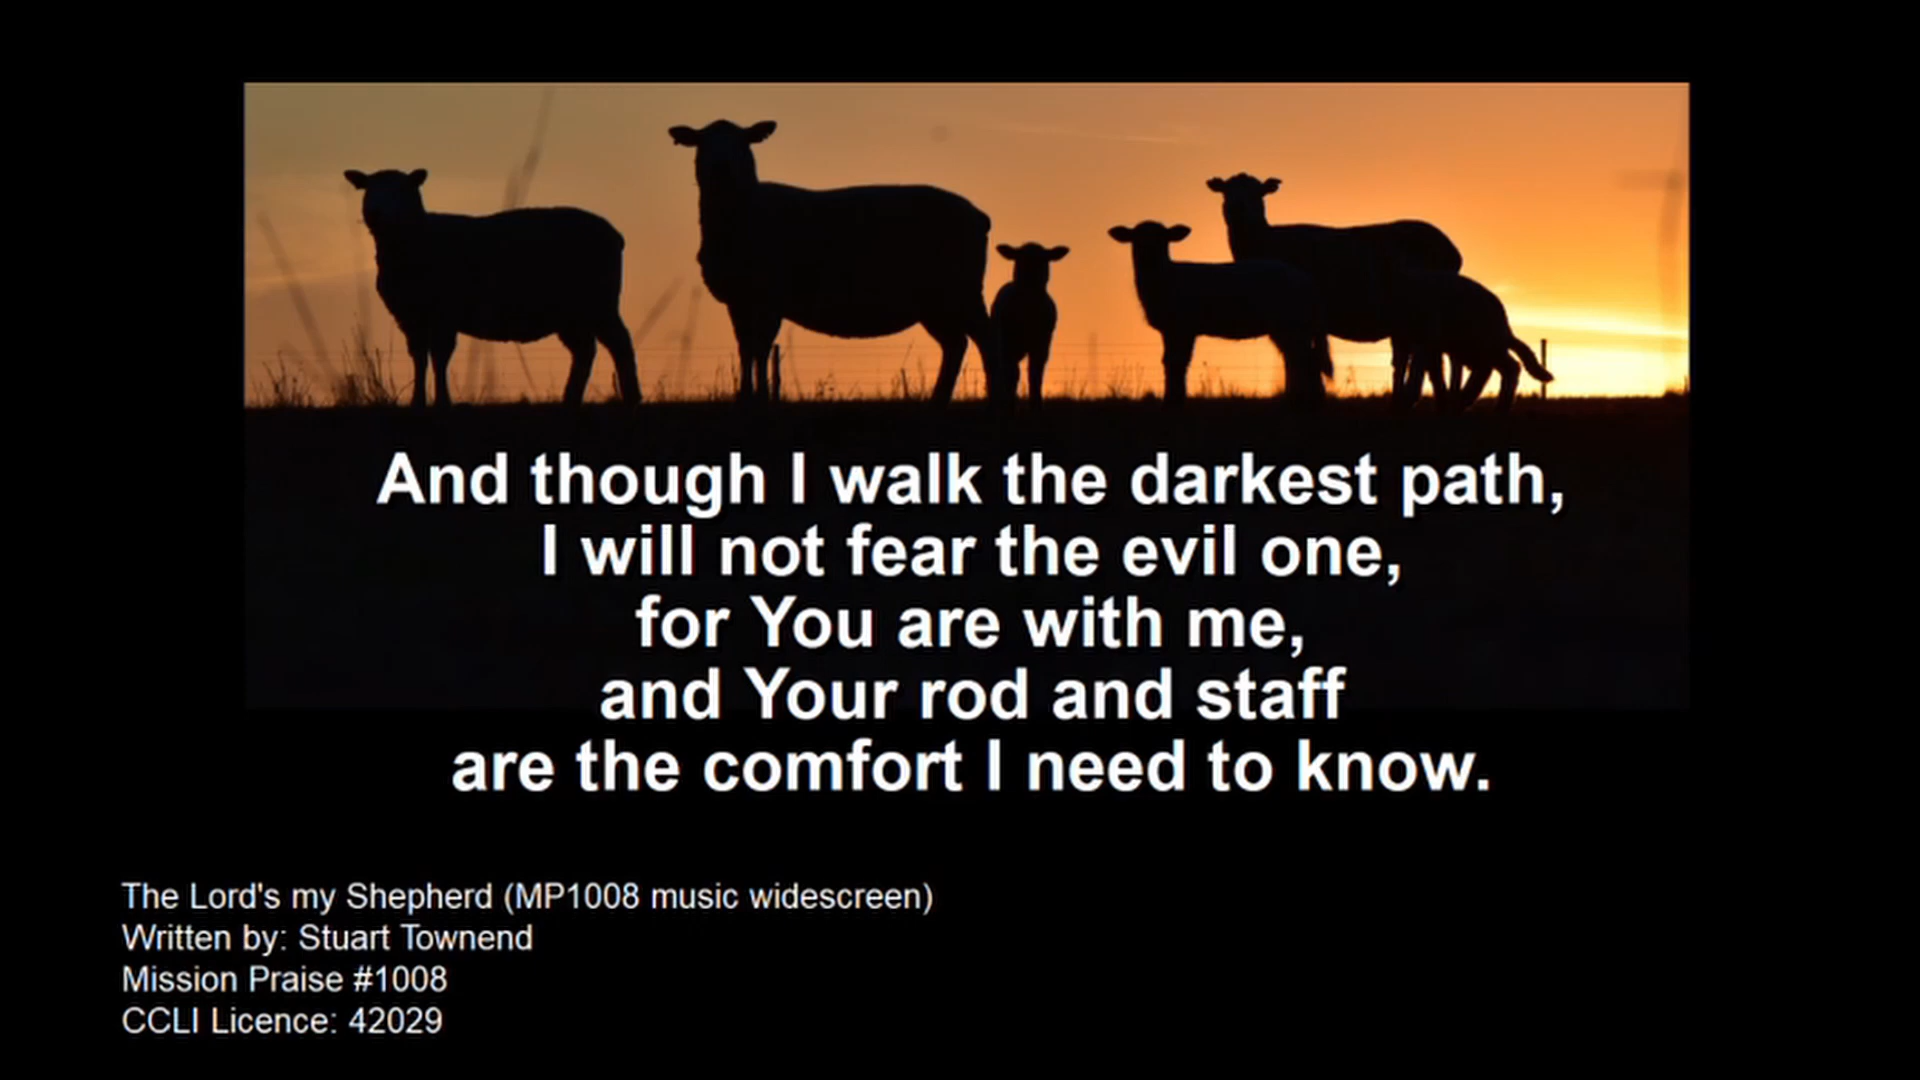 And though I walk the darkest path,
I will not fear the evil one,
for You are with me,
and Your rod and staff
are the comfort I need to know.
The Lord's my Shepherd (MP1008 music widescreen)
Written by: Stuart Townend
Mission Praise #1008
CCLI Licence: 42029